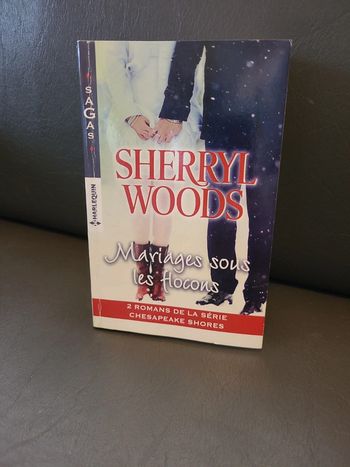 SAGAS
HARLEQUIN
SHERRYL
WOODS
Mariages sous
les flocons
2 ROMANS DE LA SÉRIE
CHESAPEAKE SHORES